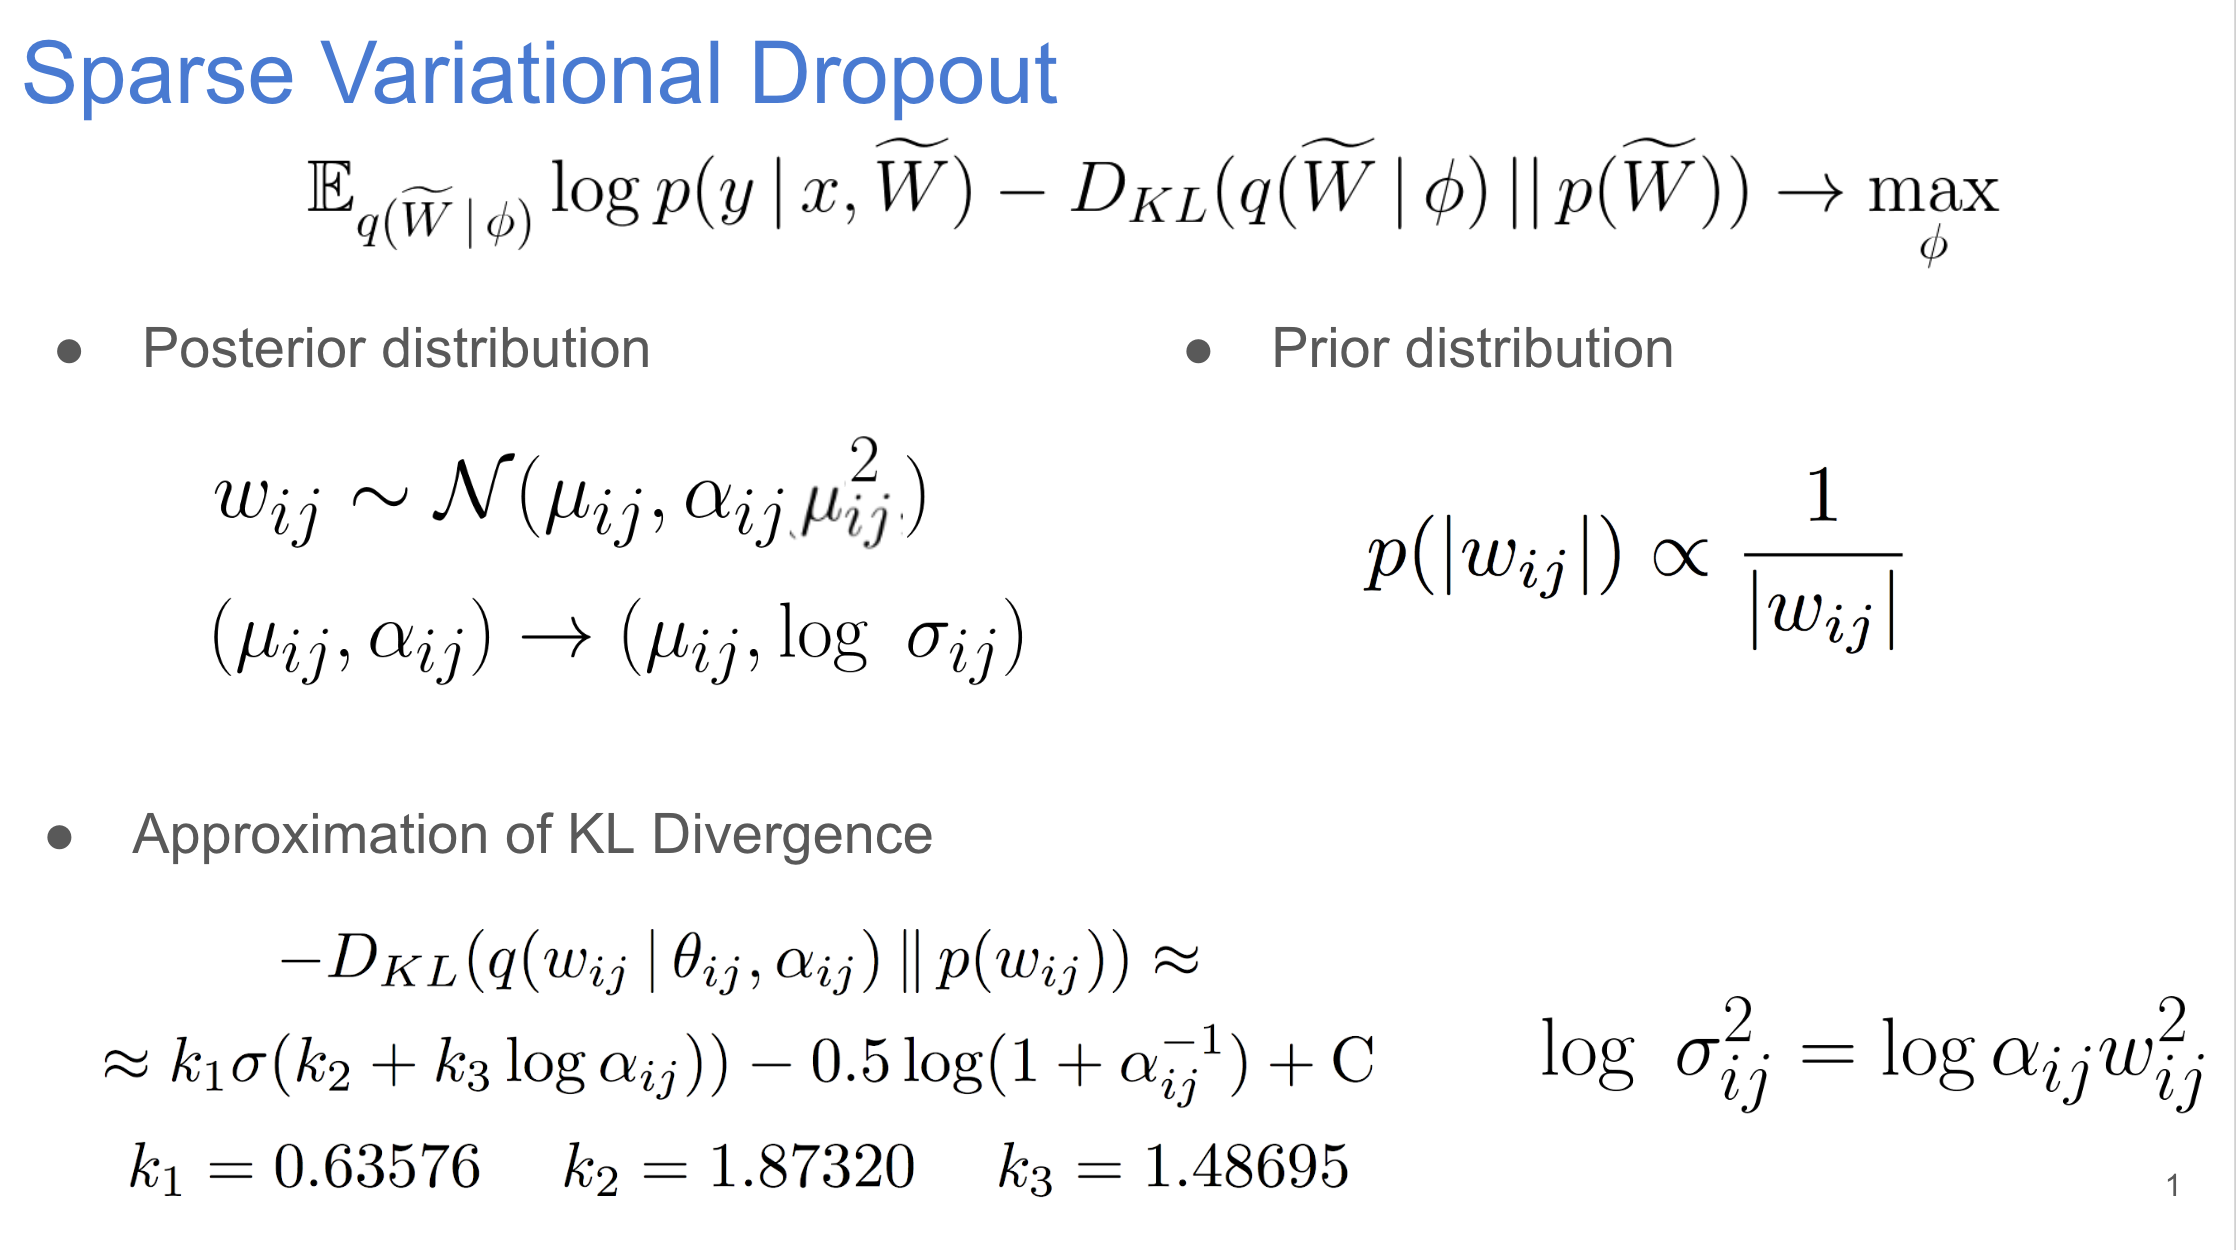 Sparse Variational Dropout
$\mathbb{E}_{q(\widetilde{W} \,|\, \phi)} \log p(y \,|\, x, \widetilde{W}) - D_{KL}(q(\widetilde{W} \,|\, \phi) \,||\, p(\widetilde{W})) \rightarrow \max_{\phi}$
● Posterior distribution
$w_{ij} \sim \mathcal{N}(\mu_{ij}, \alpha_{ij} \mu_{ij}^2)$
$(\mu_{ij}, \alpha_{ij}) \rightarrow (\mu_{ij}, \log \sigma_{ij})$
● Prior distribution
$p(|w_{ij}|) \propto \frac{1}{|w_{ij}|}$
● Approximation of KL Divergence
$-D_{KL}(q(w_{ij} \,|\, \theta_{ij}, \alpha_{ij}) \,\|\, p(w_{ij})) \approx$
$\approx k_1 \sigma(k_2 + k_3 \log \alpha_{ij})) - 0.5 \log(1 + \alpha_{ij}^{-1}) + \mathrm{C}$
$k_1 = 0.63576 \quad k_2 = 1.87320 \quad k_3 = 1.48695$
$\log \sigma_{ij}^2 = \log \alpha_{ij} w_{ij}^2$
1